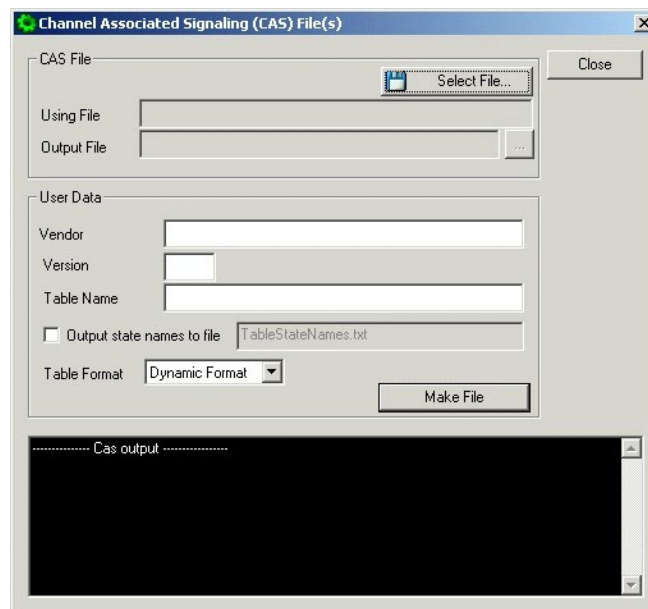 Channel Associated Signaling (CAS) File(s)
CAS File
Close
Select File...
Using File
Output File
...
User Data
Vendor
Version
Table Name
Output state names to file TableStateNames.txt
Table Format Dynamic Format
Make File
-------------- Cas output ----------------